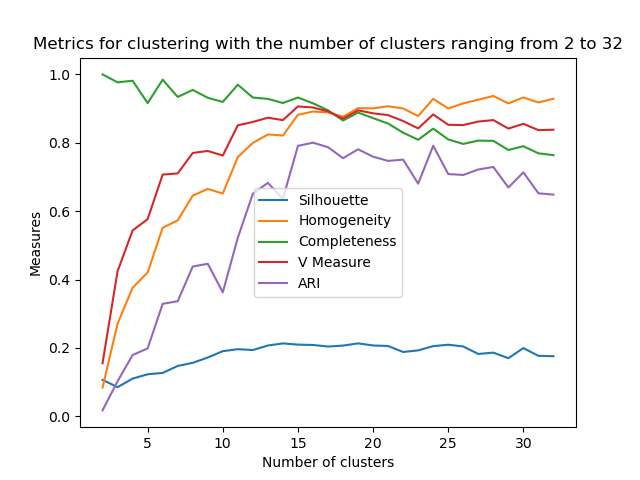 Metrics for clustering with the number of clusters ranging from 2 to 32
1.0
0.8
0.6
0.4
0.2
0.0
Measures
Silhouette
Homogeneity
Completeness
V Measure
ARI
5 10 15 20 25 30
Number of clusters